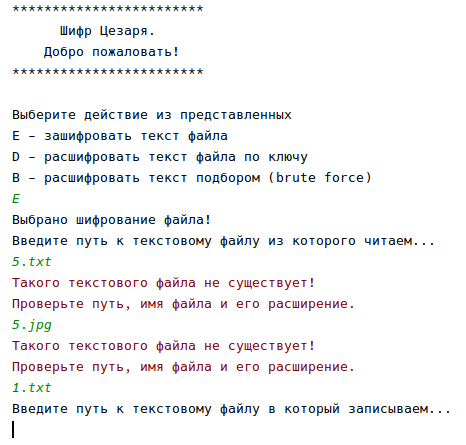 ************************
Шифр Цезаря.
Добро пожаловать!
************************
Выберите действие из представленных
E – зашифровать текст файла
D – расшифровать текст файла по ключу
B – расшифровать текст подбором (brute force)
E
Выбрано шифрование файла!
Введите путь к текстовому файлу из которого читаем...
5.txt
Такого текстового файла не существует!
Проверьте путь, имя файла и его расширение.
5.jpg
Такого текстового файла не существует!
Проверьте путь, имя файла и его расширение.
1.txt
Введите путь к текстовому файлу в который записываем...